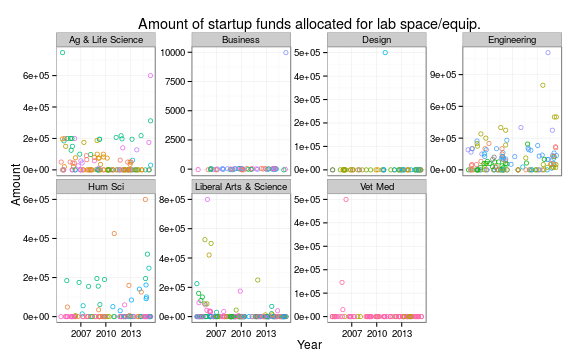 Amount of startup funds allocated for lab space/equip.
Ag & Life Science Business Design Engineering
6e+05 4e+05 2e+05 0e+00
10000 7500 5000 2500 0
5e+05 4e+05 3e+05 2e+05 1e+05 0e+00
9e+05 6e+05 3e+05 0e+00
Amount
Hum Sci Liberal Arts & Science Vet Med
6e+05 4e+05 2e+05 0e+00
8e+05 6e+05 4e+05 2e+05 0e+00
5e+05 4e+05 3e+05 2e+05 1e+05 0e+00
2007 2010 2013 2007 2010 2013 2007 2010 2013
Year